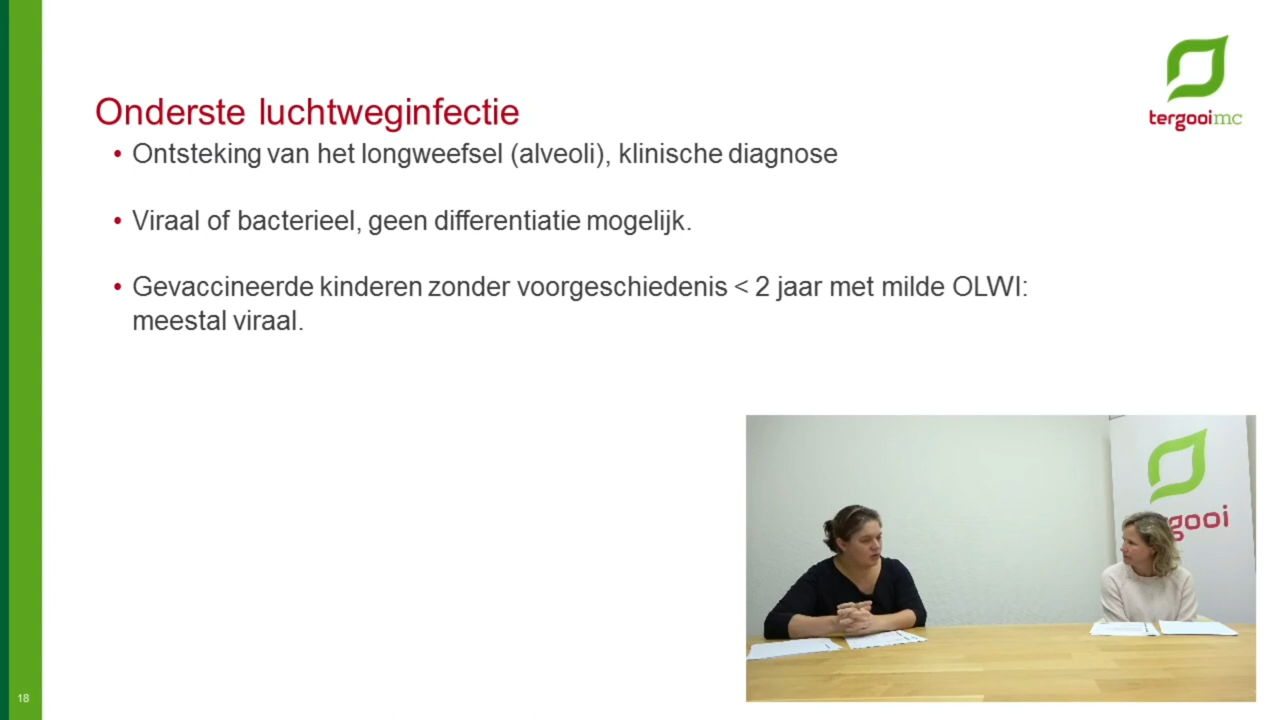 tergooimc
Onderste luchtweginfectie
• Ontsteking van het longweefsel (alveoli), klinische diagnose
• Viraal of bacterieel, geen differentiatie mogelijk.
• Gevaccineerde kinderen zonder voorgeschiedenis < 2 jaar met milde OLWI:
meestal viraal.
gooi
18